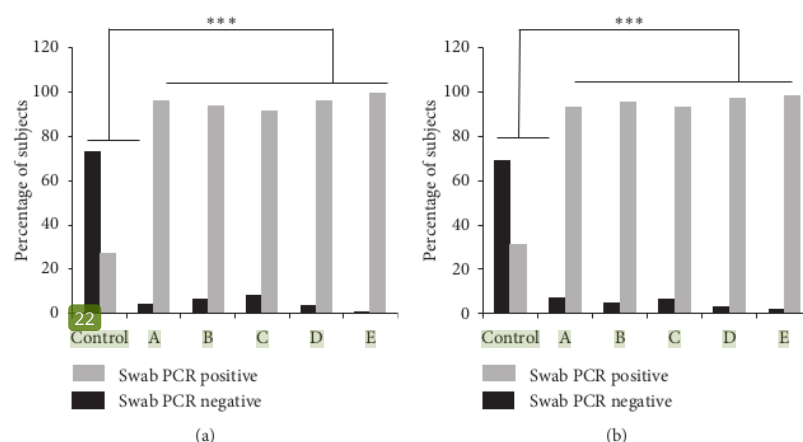 ***
120
100
80
60
40
20
0
Percentage of subjects
22
Control A B C D E
Swab PCR positive
Swab PCR negative
(a)
***
120
100
80
60
40
20
0
Percentage of subjects
Control A B C D E
Swab PCR positive
Swab PCR negative
(b)